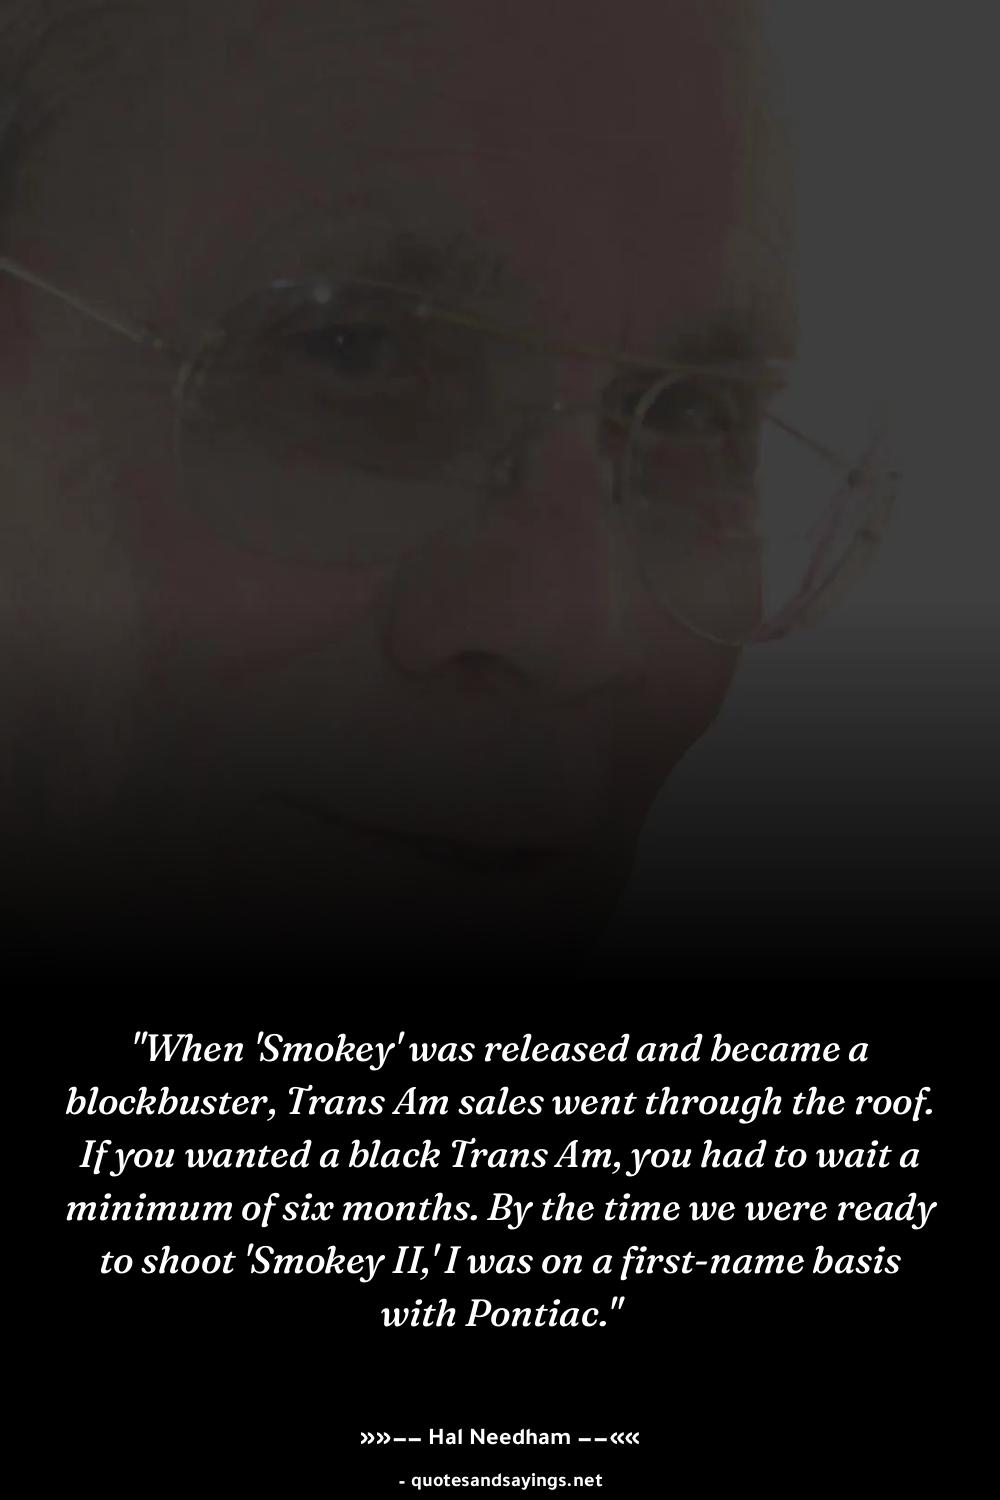 "When 'Smokey' was released and became a
blockbuster, Trans Am sales went through the roof.
If you wanted a black Trans Am, you had to wait a
minimum of six months. By the time we were ready
to shoot 'Smokey II,' I was on a first-name basis
with Pontiac."
»»−− Hal Needham −−««
- quotesandsayings.net